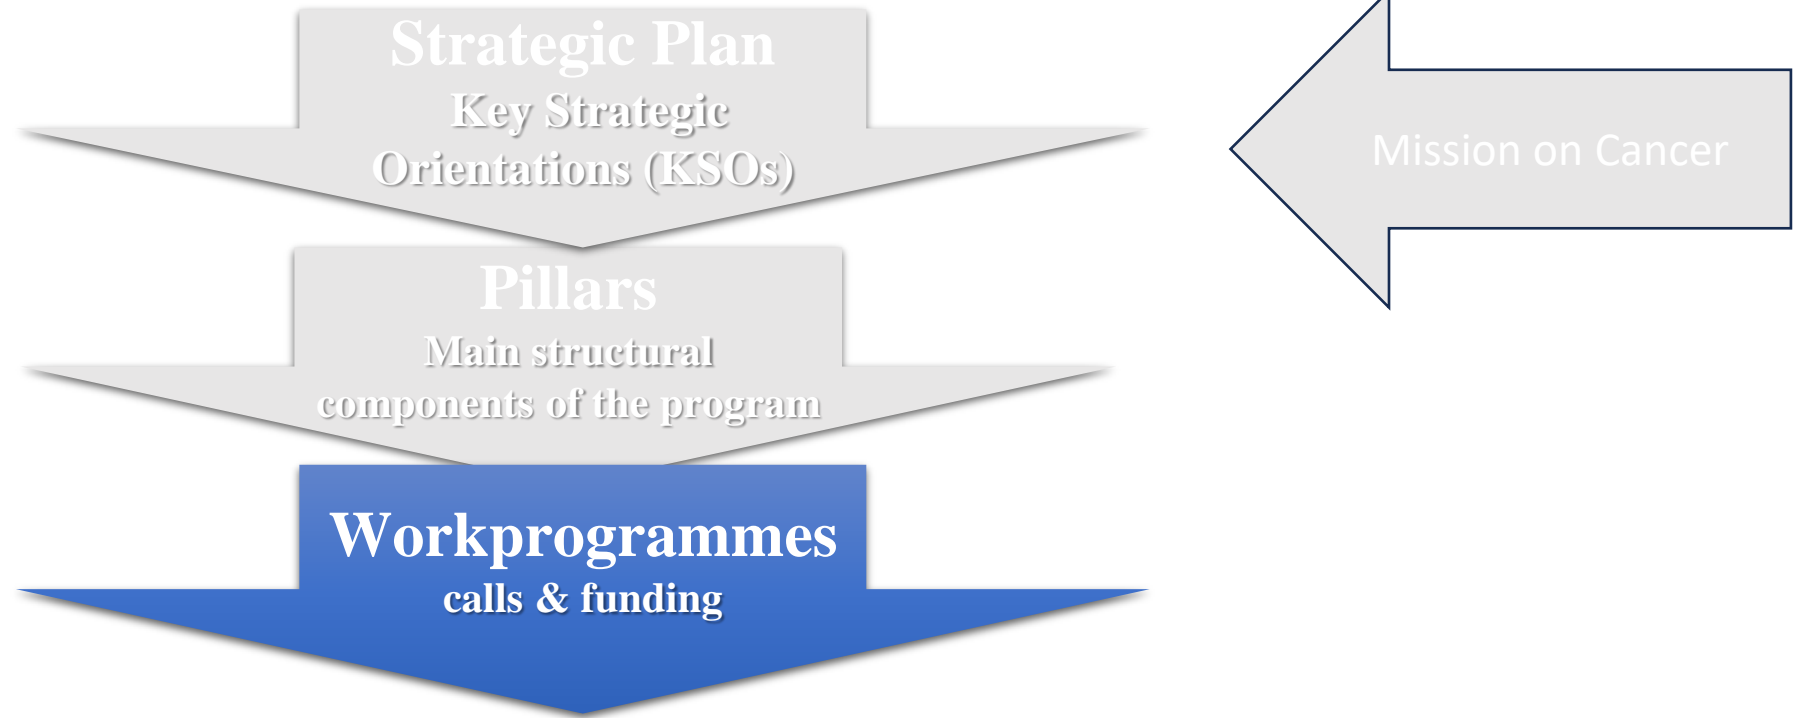 Strategic Plan
Key Strategic
Orientations (KSOs)
Mission on Cancer
Pillars
Main structural
components of the program
Workprogrammes
calls & funding